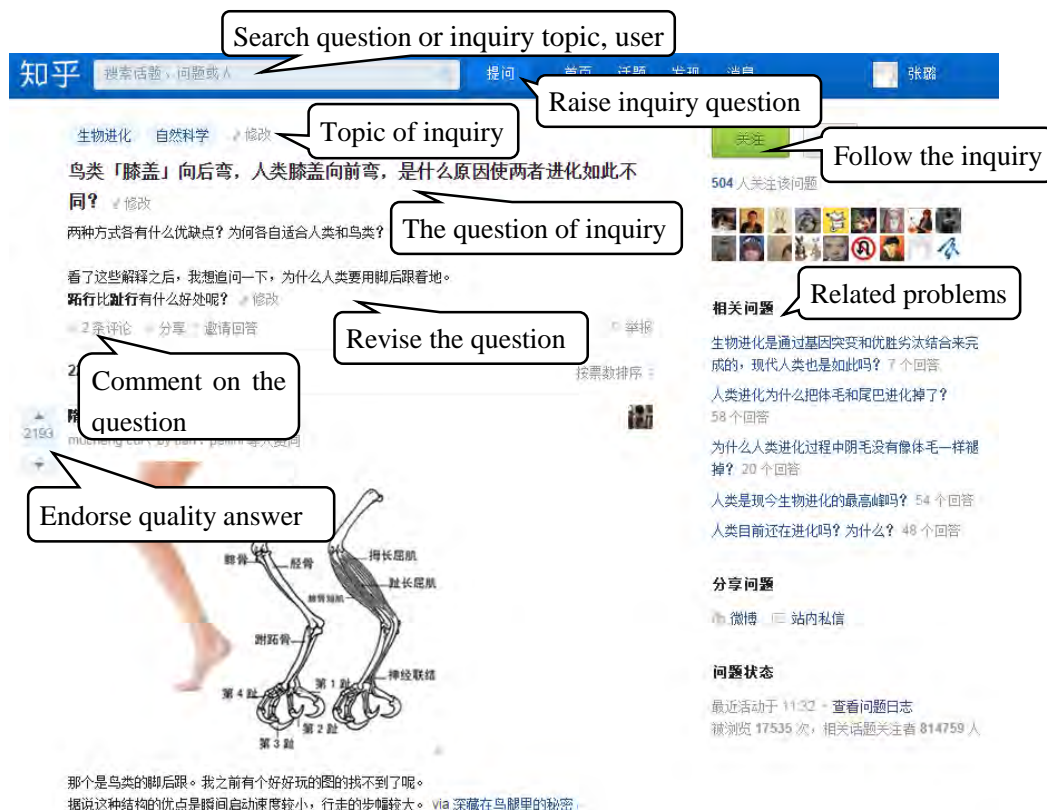 Search question or inquiry topic, user
知乎 搜索话题、问题或人 提问 首页 话题 发现 消息 张璐
Raise inquiry question
生物进化 自然科学 修改
Topic of inquiry
关注
Follow the inquiry
鸟类「膝盖」向后弯，人类膝盖向前弯，是什么原因使两者进化如此不
同？ 修改
504 人关注该问题
两种方式各有什么优缺点？为何各自适合人类和鸟类？
The question of inquiry
看了这些解释之后，我想追问一下，为什么人类要用脚后跟着地。
跖行比趾行有什么好处呢？ 修改
Revise the question
2 条评论 分享 邀请回答 举报
Comment on the
question
按票数排序
2193
等人赞同
Endorse quality answer
髂骨
胫骨
跗跖骨
第4趾
第3趾
第2趾
第1趾
拇长屈肌
趾长屈肌
神经联结
那个是鸟类的脚后跟。我之前有个好好玩的图的找不到了呢。
据说这种结构的优点是瞬间启动速度较小，行走的步幅较大。 via 深藏在鸟腿里的秘密
相关问题
Related problems
生物进化是通过基因突变和优胜劣汰结合来完
成的，现代人类也是如此吗？ 7 个回答
人类进化为什么把体毛和尾巴进化掉了？
58 个回答
为什么人类进化过程中阴毛没有像体毛一样褪
掉？ 20 个回答
人类是现今生物进化的最高峰吗？ 54 个回答
人类目前还在进化吗？为什么？ 48 个回答
分享问题
微博 站内私信
问题状态
最近活动于 11:32 • 查看问题日志
被浏览 17535 次，相关话题关注者 814759 人